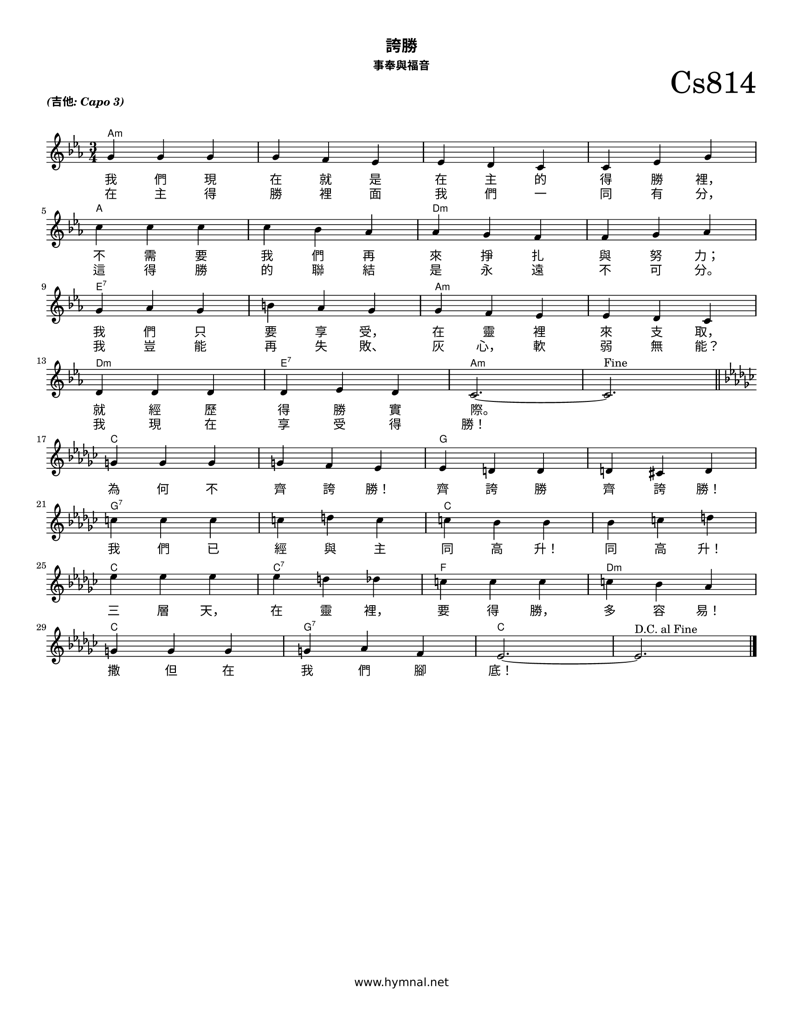 誇勝
事奉與福音
Cs814
(吉他: Capo 3)
Am
我 們 現 在 就 是 在 主 的 得 勝 裡，
在 主 得 勝 裡 面 我 們 一 同 有 分，
5 A Dm
不 需 要 我 們 再 來 掙 扎 與 努 力；
這 得 勝 的 聯 結 是 永 遠 不 可 分。
9 E7 Am
我 們 只 要 享 受， 在 靈 裡 來 支 取，
我 豈 能 再 失 敗、 灰 心， 軟 弱 無 能？
13 Dm E7 Am Fine
就 經 歷 得 勝 實 際。
我 現 在 享 受 得 勝！
17 C G
為 何 不 齊 誇 勝！ 齊 誇 勝 齊 誇 勝！
21 G7 C
我 們 已 經 與 主 同 高 升！ 同 高 升！
25 C C7 F Dm
三 層 天， 在 靈 裡， 要 得 勝， 多 容 易！
29 C G7 C D.C. al Fine
撒 但 在 我 們 腳 底！
www.hymnal.net